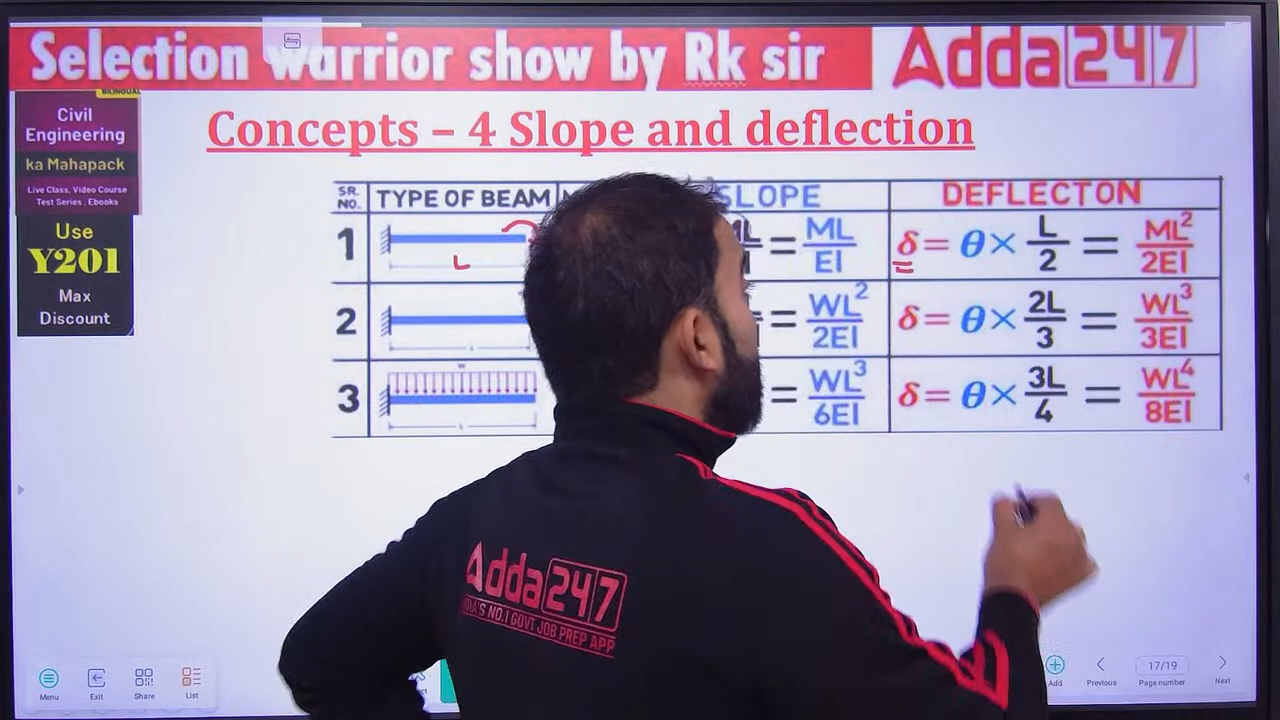 Selection warrior show by Rk sir
Adda247
BILINGUAL
Civil
Engineering
ka Mahapack
Live Class, Video Course
Test Series , Ebooks
Use
Y201
Max
Discount
Concepts – 4 Slope and deflection
SR. NO. TYPE OF BEAM SLOPE DEFLECTON
1 L = ML/EI δ = θ × L/2 = ML²/2EI
2 = WL²/2EI δ = θ × 2L/3 = WL³/3EI
3 = WL³/6EI δ = θ × 3L/4 = WL⁴/8EI
Adda247
INDIA'S NO.1 GOVT JOB PREP APP
Menu Exit Share List Add Previous 17/19 Page number Next